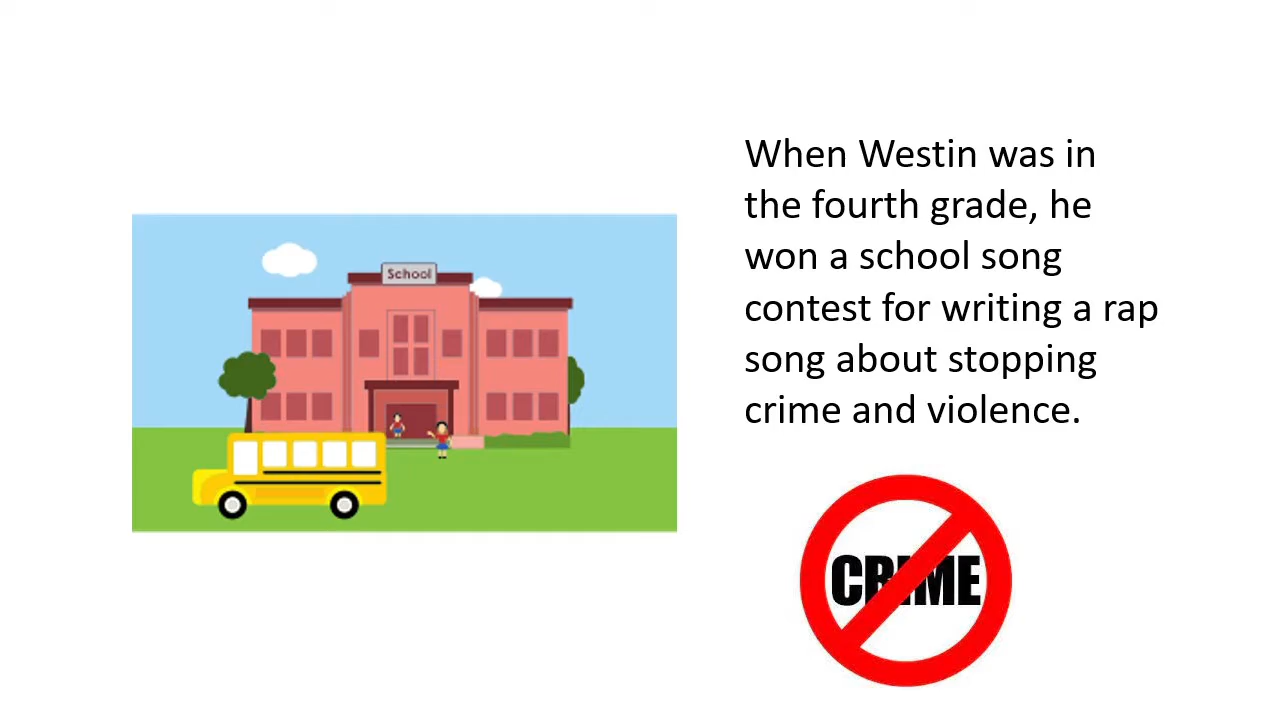 When Westin was in
the fourth grade, he
won a school song
contest for writing a rap
song about stopping
crime and violence.
School
CRIME